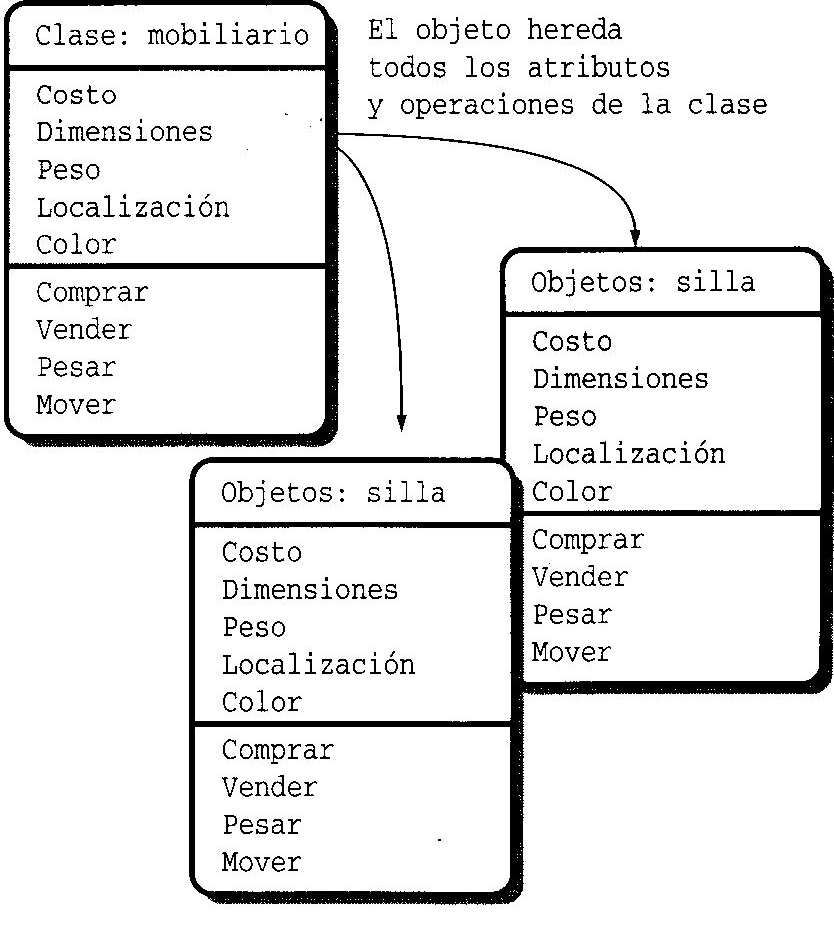 Clase: mobiliario
Costo
Dimensiones
Peso
Localización
Color
Comprar
Vender
Pesar
Mover
El objeto hereda
todos los atributos
y operaciones de la clase
Objetos: silla
Costo
Dimensiones
Peso
Localización
Color
Comprar
Vender
Pesar
Mover
Objetos: silla
Costo
Dimensiones
Peso
Localización
Color
Comprar
Vender
Pesar
Mover